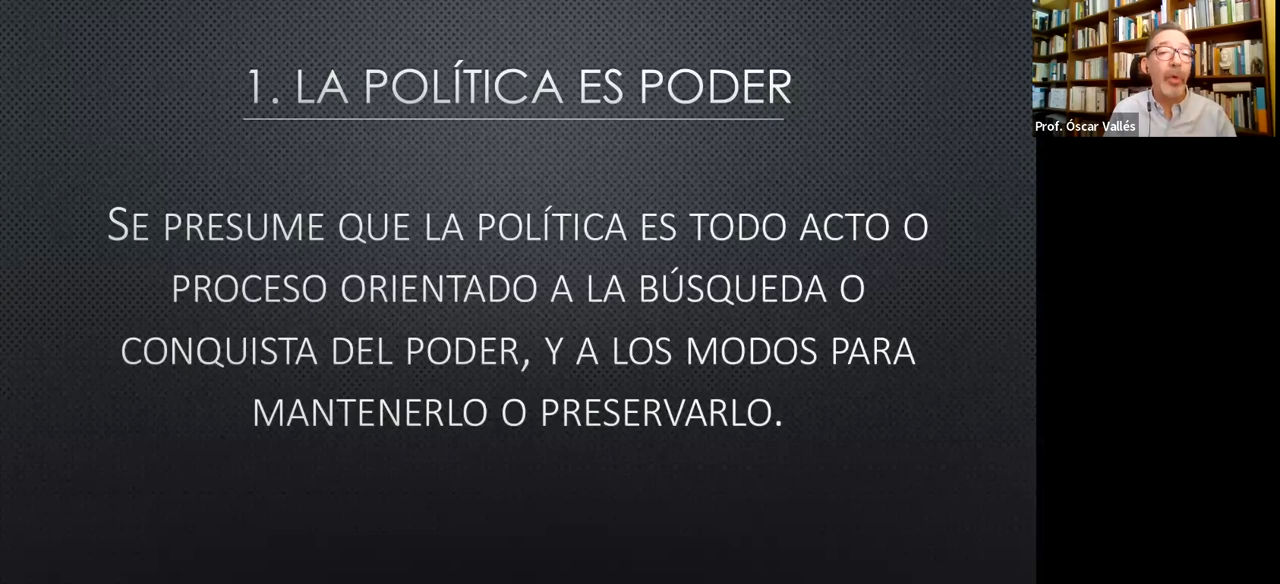 1. LA POLÍTICA ES PODER
SE PRESUME QUE LA POLÍTICA ES TODO ACTO O
PROCESO ORIENTADO A LA BÚSQUEDA O
CONQUISTA DEL PODER, Y A LOS MODOS PARA
MANTENERLO O PRESERVARLO.
Prof. Óscar Vallés